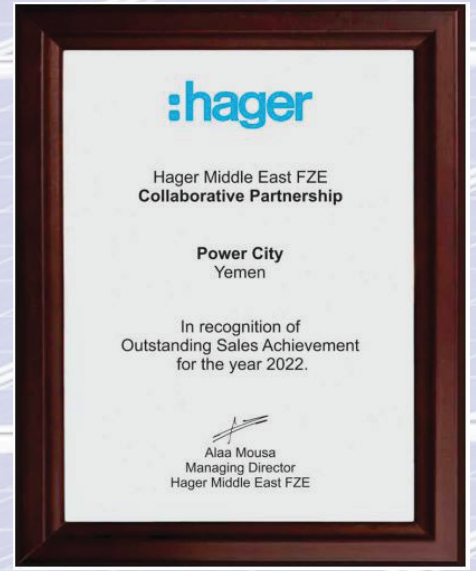 :hager
Hager Middle East FZE
Collaborative Partnership
Power City
Yemen
In recognition of
Outstanding Sales Achievement
for the year 2022.
Alaa Mousa
Managing Director
Hager Middle East FZE